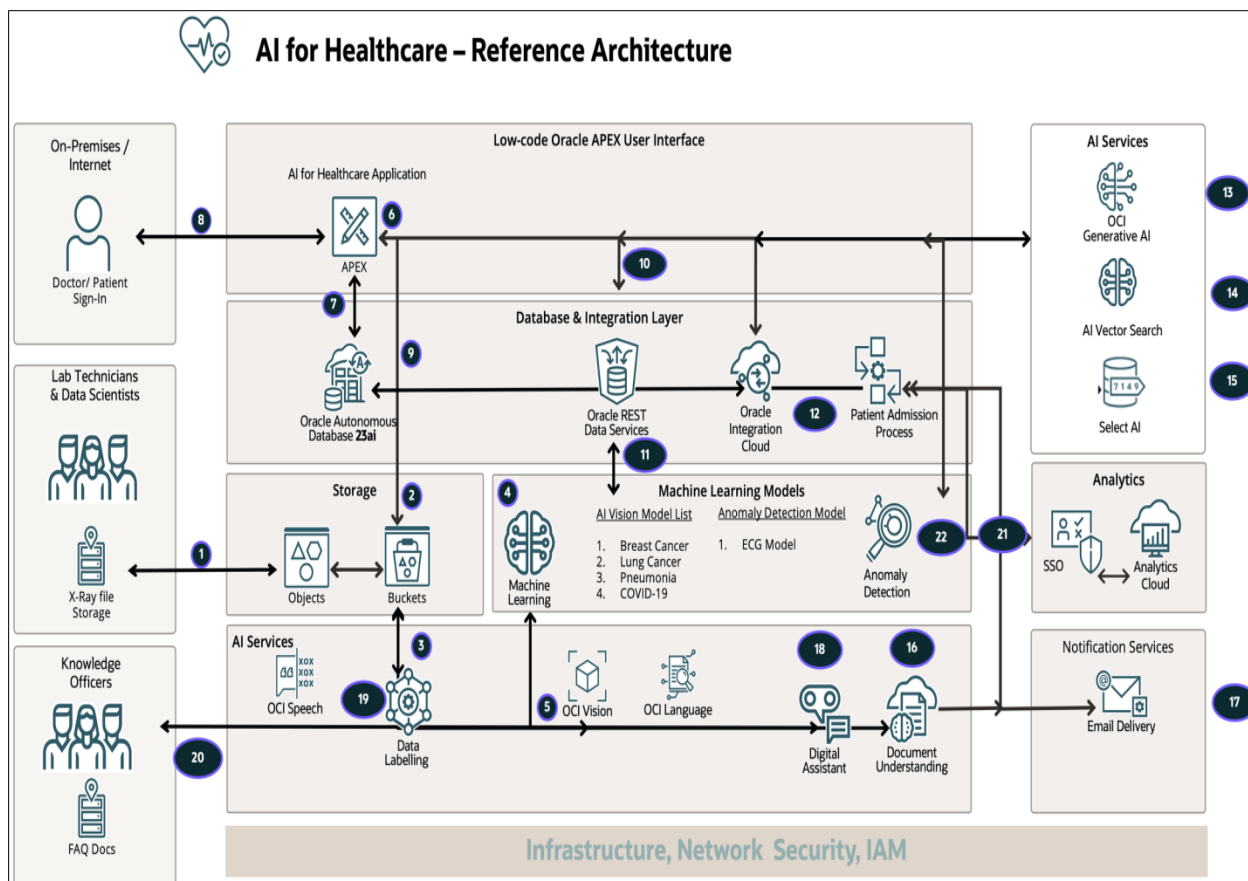 AI for Healthcare – Reference Architecture
On-Premises /
Internet
Doctor/ Patient
Sign-In
8
Low-code Oracle APEX User Interface
AI for Healthcare Application
6
APEX
10
7
AI Services
OCI
Generative AI
13
AI Vector Search
14
7 1 4 9
Select AI
15
Database & Integration Layer
9
A
Oracle Autonomous
Database 23ai
Oracle REST
Data Services
11
Oracle
Integration
Cloud
12
Patient Admission
Process
Lab Technicians
& Data Scientists
X-Ray file
Storage
1
Storage
2
Objects
Buckets
3
4
Machine Learning Models
Machine
Learning
AI Vision Model List
1. Breast Cancer
2. Lung Cancer
3. Pneumonia
4. COVID-19
Anomaly Detection Model
1. ECG Model
Anomaly
Detection
22
21
Analytics
SSO
Analytics
Cloud
Knowledge
Officers
FAQ Docs
20
AI Services
XOX
XOX
XOX
OCI Speech
19
Data
Labelling
5
OCI Vision
OCI Language
18
Digital
Assistant
16
Document
Understanding
Notification Services
@
Email Delivery
17
Infrastructure, Network Security, IAM